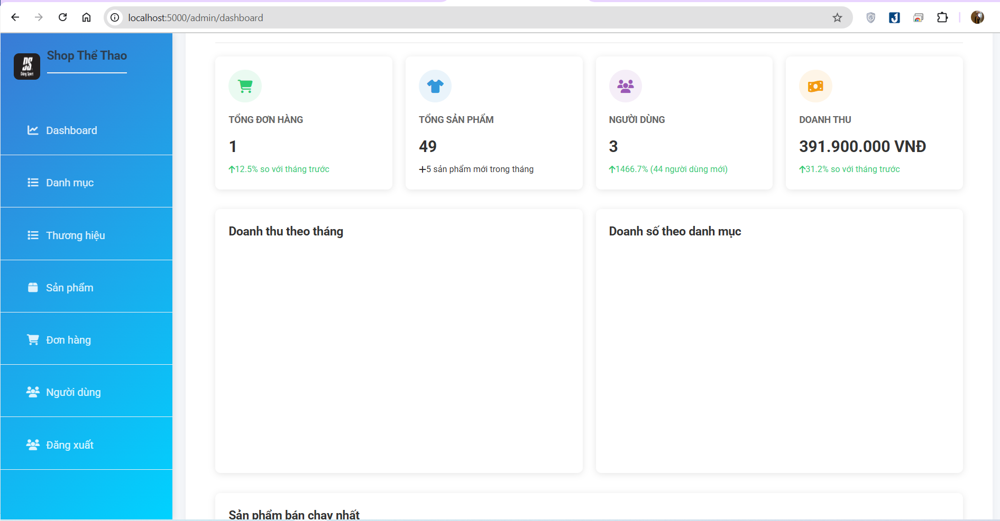 localhost:5000/admin/dashboard
DS
Dũng Sport
Shop Thể Thao
Dashboard
Danh mục
Thương hiệu
Sản phẩm
Đơn hàng
Người dùng
Đăng xuất
TỔNG ĐƠN HÀNG
1
12.5% so với tháng trước
TỔNG SẢN PHẨM
49
5 sản phẩm mới trong tháng
NGƯỜI DÙNG
3
1466.7% (44 người dùng mới)
DOANH THU
391.900.000 VNĐ
31.2% so với tháng trước
Doanh thu theo tháng
Doanh số theo danh mục
Sản phẩm bán chạy nhất